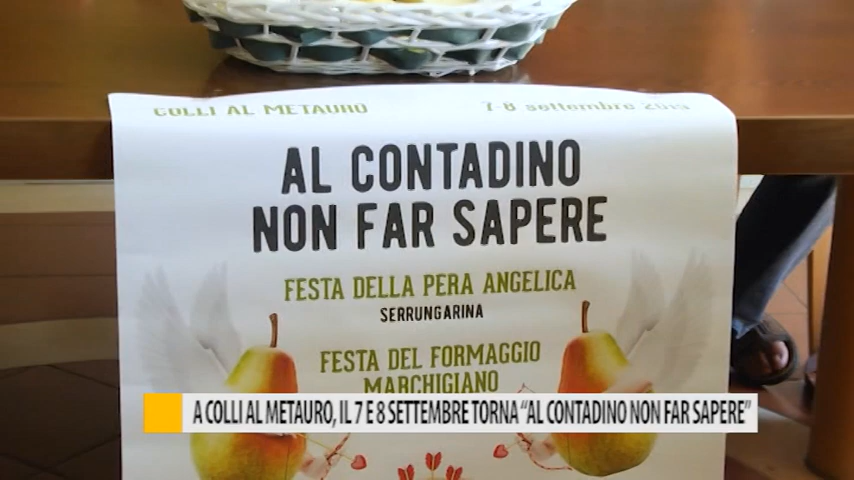 COLLI AL METAURO
7-8 settembre 2019
AL CONTADINO
NON FAR SAPERE
FESTA DELLA PERA ANGELICA
SERRUNGARINA
FESTA DEL FORMAGGIO
MARCHIGIANO
A COLLI AL METAURO, IL 7 E 8 SETTEMBRE TORNA “AL CONTADINO NON FAR SAPERE”